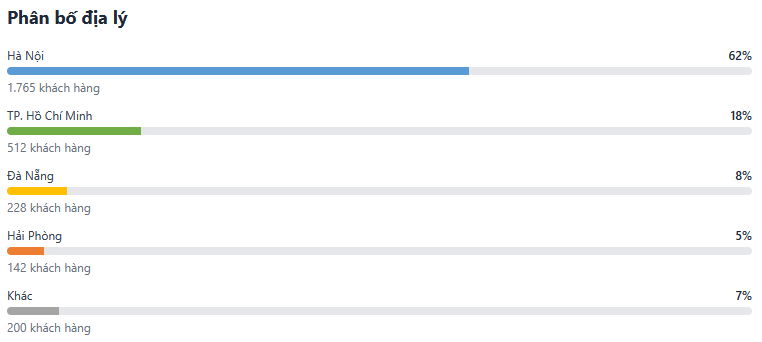 Phân bố địa lý
Hà Nội 62%
1.765 khách hàng
TP. Hồ Chí Minh 18%
512 khách hàng
Đà Nẵng 8%
228 khách hàng
Hải Phòng 5%
142 khách hàng
Khác 7%
200 khách hàng